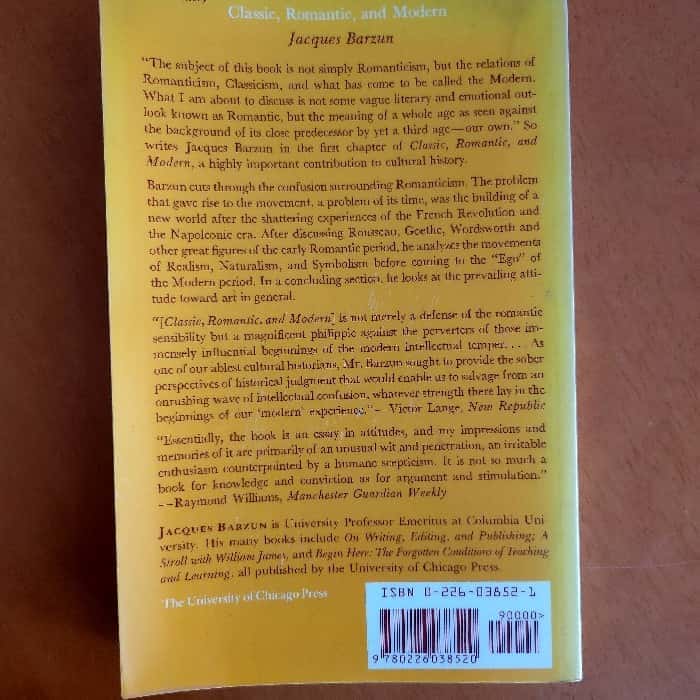 Classic, Romantic, and Modern
Jacques Barzun
“The subject of this book is not simply Romanticism, but the relations of
Romanticism, Classicism, and what has come to be called the Modern.
What I am about to discuss is not some vague literary and emotional out-
look known as Romantic, but the meaning of a whole age as seen against
the background of its close predecessor by yet a third age—our own.” So
writes Jacques Barzun in the first chapter of Classic, Romantic, and
Modern, a highly important contribution to cultural history.
Barzun cuts through the confusion surrounding Romanticism. The problem
that gave rise to the movement, a problem of its time, was the building of a
new world after the shattering experiences of the French Revolution and
the Napoleonic era. After discussing Rousseau, Goethe, Wordsworth and
other great figures of the early Romantic period, he analyzes the movements
of Realism, Naturalism, and Symbolism before coming to the “Ego” of
the Modern period. In a concluding section, he looks at the prevailing atti-
tude toward art in general.
“[Classic, Romantic, and Modern] is not merely a defense of the romantic
sensibility but a magnificent philippic against the perverters of those im-
mensely influential beginnings of the modern intellectual temper. . . . As
one of our ablest cultural historians, Mr. Barzun sought to provide the sober
perspectives of historical judgment that would enable us to salvage from an
onrushing wave of intellectual confusion, whatever strength there lay in the
beginnings of our ‘modern’ experience.”– Victor Lange, New Republic
“Essentially, the book is an essay in attitudes, and my impressions and
memories of it are primarily of an unusual wit and penetration, an irritable
enthusiasm counterpointed by a humane scepticism. It is not so much a
book for knowledge and conviction as for argument and stimulation.”
––Raymond Williams, Manchester Guardian Weekly
JACQUES BARZUN is University Professor Emeritus at Columbia Uni
versity. His many books include On Writing, Editing, and Publishing; A
Stroll with William James, and Begin Here: The Forgotten Conditions of Teaching
and Learning, all published by the University of Chicago Press.
The University of Chicago Press
ISBN 0-226-03852-1
90000>
9 780226 038520